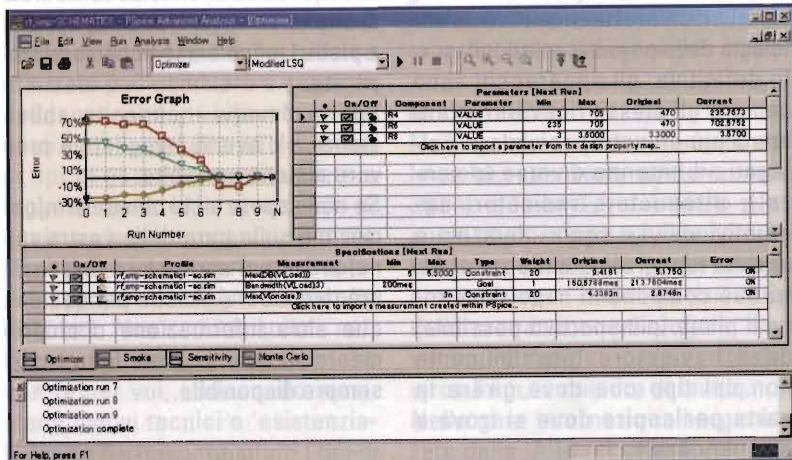 rf_amp-SCHEMATICS - PSpice Advanced Analysis - [Optimizer]
File Edit View Run Analysis Window Help
Optimizer Modified LSQ
Error Graph
Error
70%
50%
30%
10%
-10%
-30%
0 1 2 3 4 5 6 7 8 9 N
Run Number
Parameters [Next Run]
On/Off Component Parameter Min Max Original Current
R4 VALUE 3 705 470 235.7673
R6 VALUE 235 705 470 702.5752
R8 VALUE 3 3.6000 3.3000 3.5700
Click here to import a parameter from the design property map...
Specifications [Next Run]
On/Off Profile Measurement Min Max Type Weight Original Current Error
rf_amp-schematic1-ac.sim Max(DB(V(Load))) 5 5.5000 Constraint 20 9.4181 5.1750 0%
rf_amp-schematic1-ac.sim Bandwidth(V(Load),3) 200meg Goal 1 150.5788meg 213.7604meg 0%
rf_amp-schematic1-ac.sim Max(V(onoise)) 3n Constraint 20 4.3383n 2.8748n 0%
Click here to import a measurement created within PSpice...
Optimizer Smoke Sensitivity Monte Carlo
Optimization run 7
Optimization run 8
Optimization run 9
Optimization complete
For Help, press F1